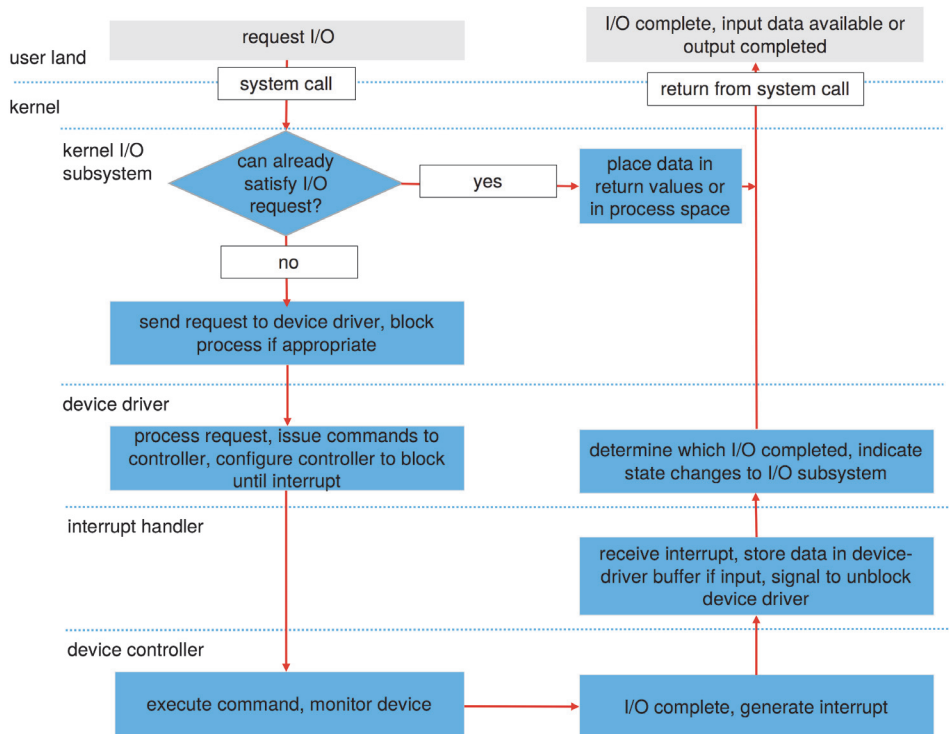 request I/O
I/O complete, input data available or
output completed
user land
system call
return from system call
kernel
kernel I/O
subsystem
can already
satisfy I/O
request?
yes
place data in
return values or
in process space
no
send request to device driver, block
process if appropriate
device driver
process request, issue commands to
controller, configure controller to block
until interrupt
determine which I/O completed, indicate
state changes to I/O subsystem
interrupt handler
receive interrupt, store data in device-
driver buffer if input, signal to unblock
device driver
device controller
execute command, monitor device
I/O complete, generate interrupt